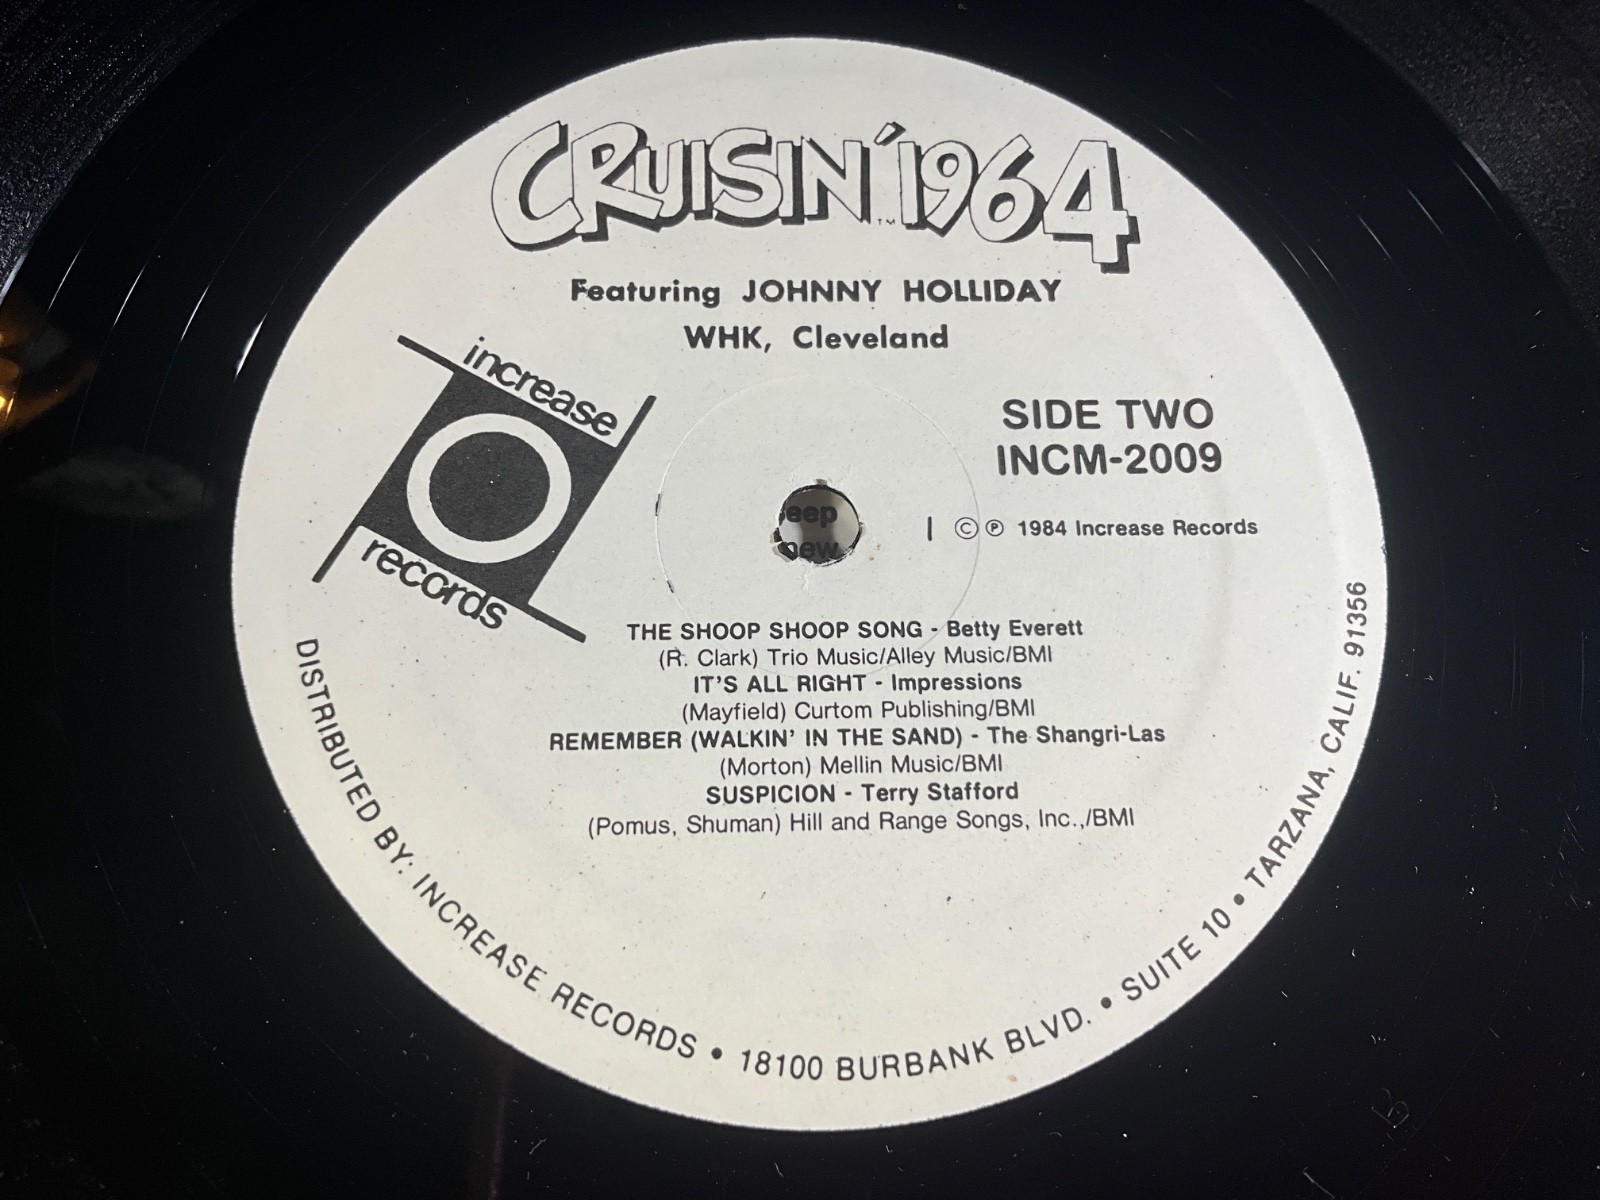 CRUISIN' 1964
TM
Featuring JOHNNY HOLLIDAY
WHK, Cleveland
increase
records
SIDE TWO
INCM-2009
© ℗ 1984 Increase Records
eep
new
THE SHOOP SHOOP SONG - Betty Everett
(R. Clark) Trio Music/Alley Music/BMI
IT'S ALL RIGHT - Impressions
(Mayfield) Curtom Publishing/BMI
REMEMBER (WALKIN' IN THE SAND) - The Shangri-Las
(Morton) Mellin Music/BMI
SUSPICION - Terry Stafford
(Pomus, Shuman) Hill and Range Songs, Inc.,/BMI
DISTRIBUTED BY: INCREASE RECORDS • 18100 BURBANK BLVD. • SUITE 10 • TARZANA, CALIF. 91356